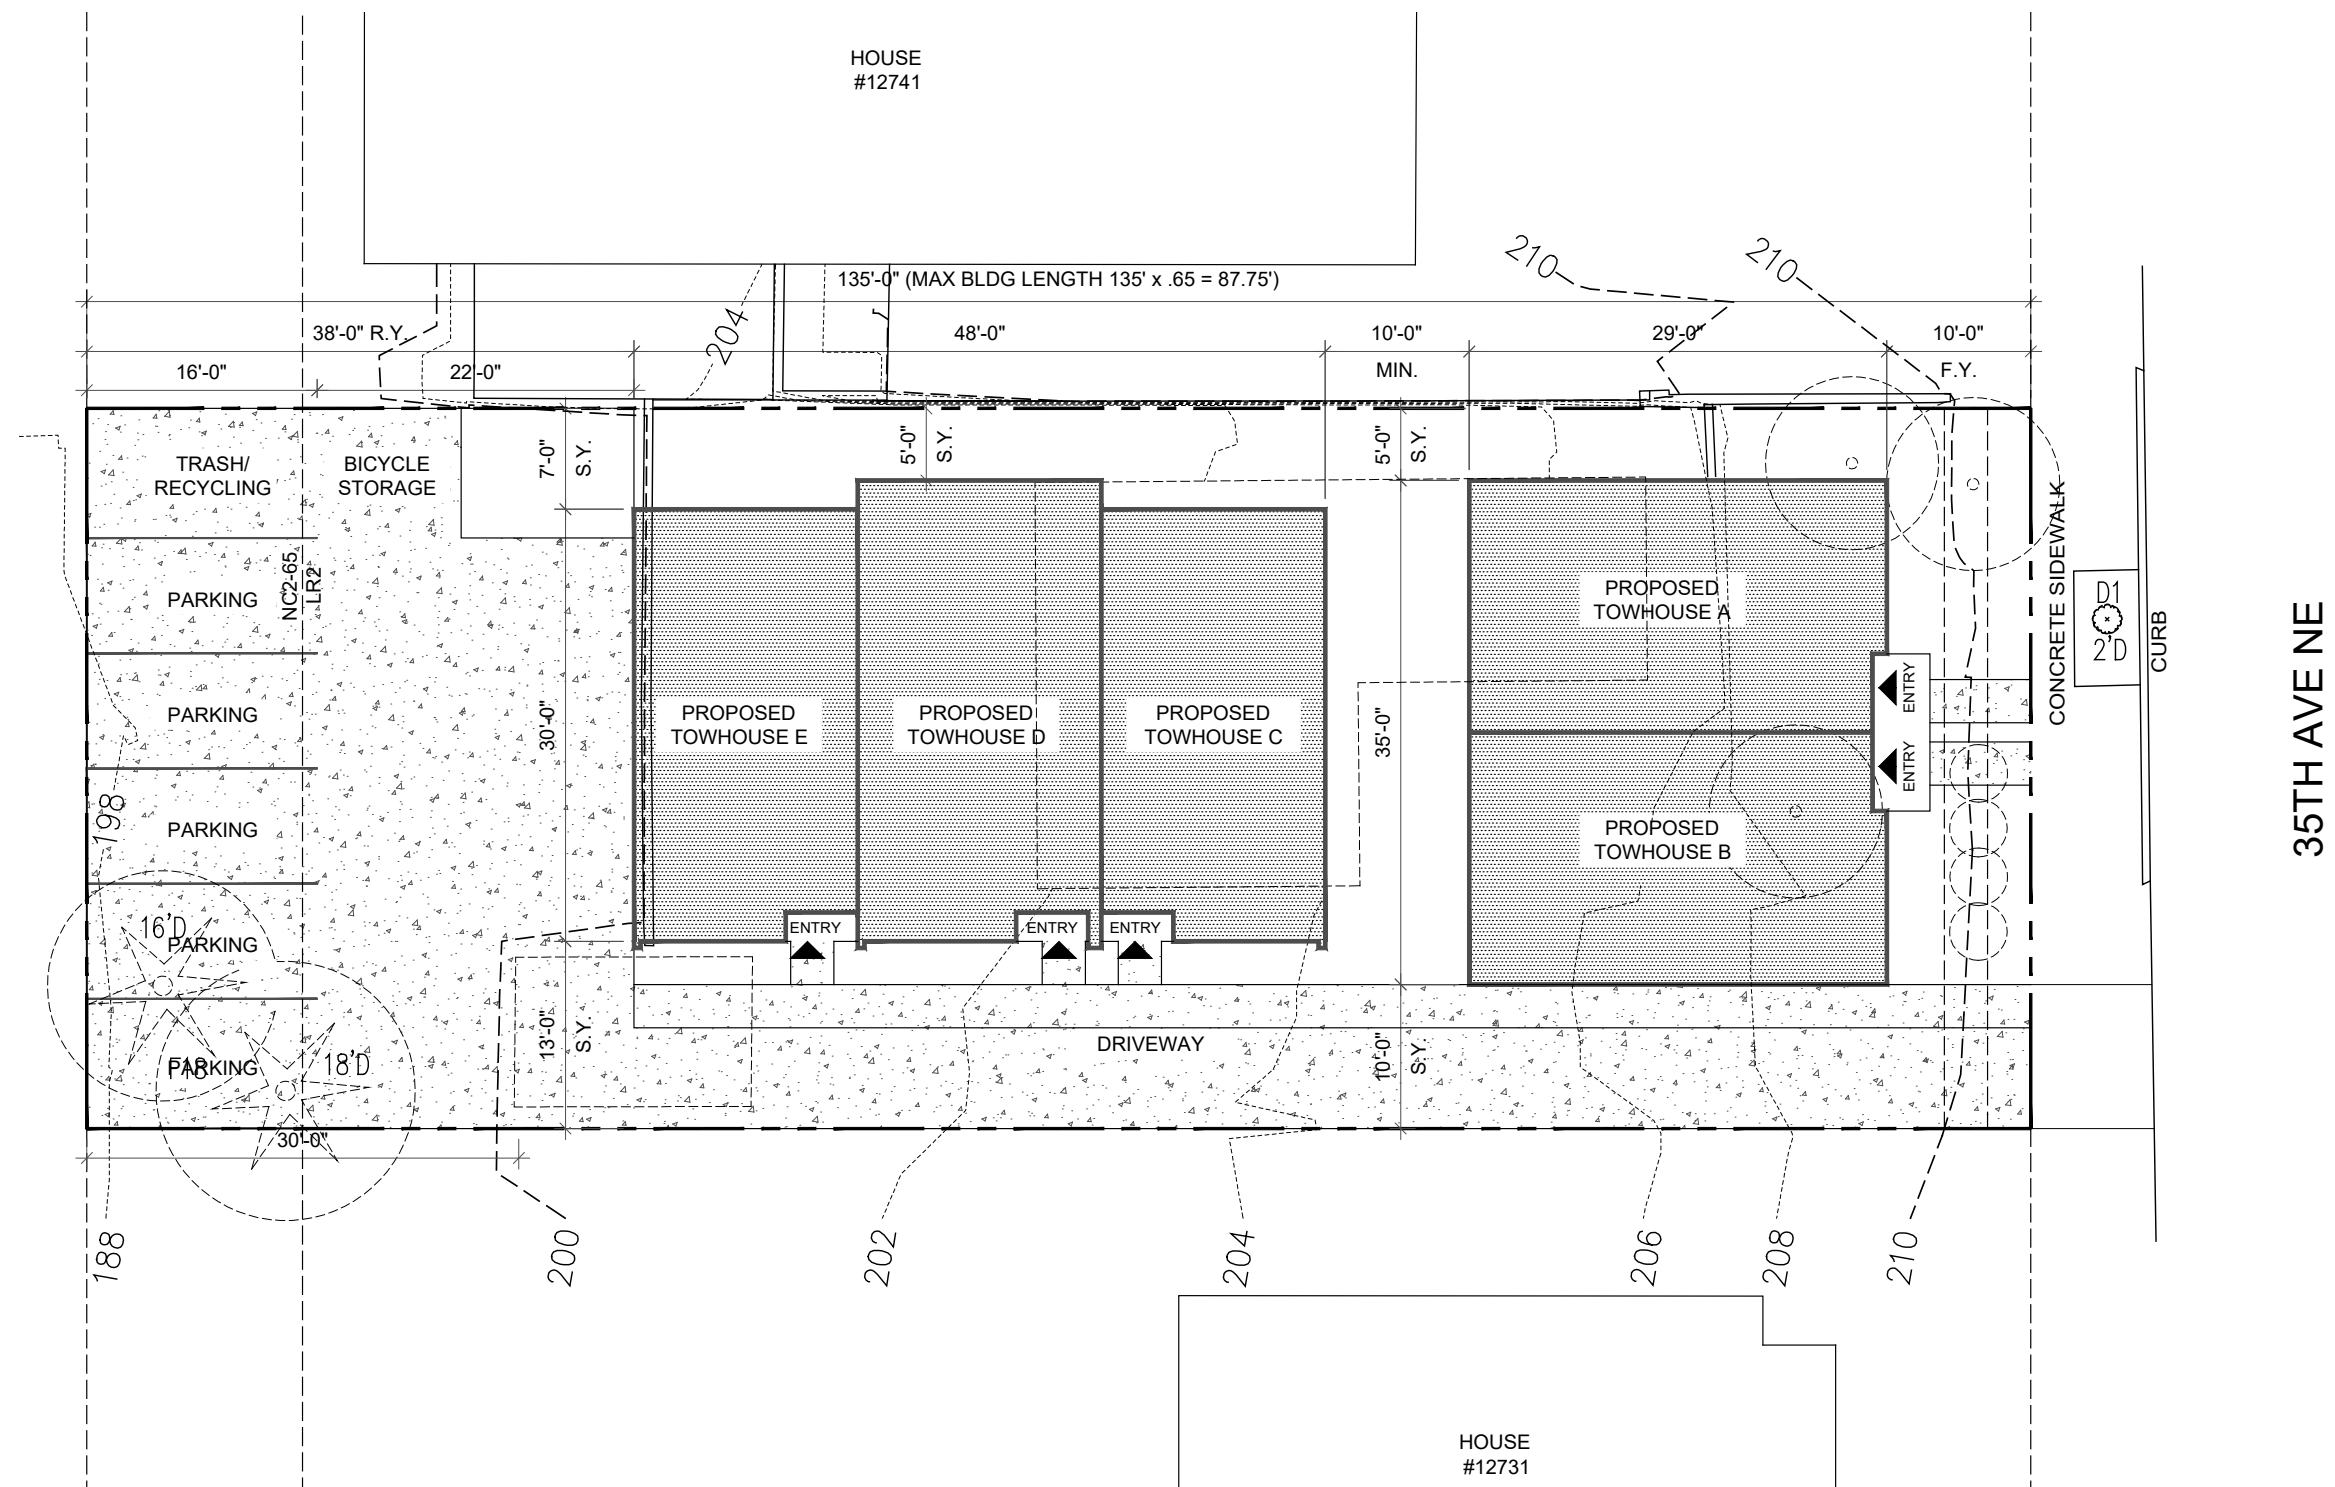 HOUSE
#12741
210
210
135'-0" (MAX BLDG LENGTH 135' x .65 = 87.75')
204
38'-0" R.Y.
48'-0"
10'-0"
MIN.
29'-0"
10'-0"
F.Y.
16'-0"
22'-0"
7'-0"
S.Y.
5'-0"
S.Y.
5'-0"
S.Y.
TRASH/
RECYCLING
BICYCLE
STORAGE
NC2-65
LR2
PARKING
PARKING
PARKING
PARKING
PARKING
198
16'D
18'D
PROPOSED
TOWHOUSE A
PROPOSED
TOWHOUSE B
PROPOSED
TOWHOUSE E
PROPOSED
TOWHOUSE D
PROPOSED
TOWHOUSE C
30'-0"
35'-0"
ENTRY
ENTRY
ENTRY
ENTRY
ENTRY
CONCRETE SIDEWALK
D1
2'D
CURB
35TH AVE NE
13'-0"
S.Y.
DRIVEWAY
10'-0"
S.Y.
30'-0"
188
200
202
204
206
208
210
HOUSE
#12731